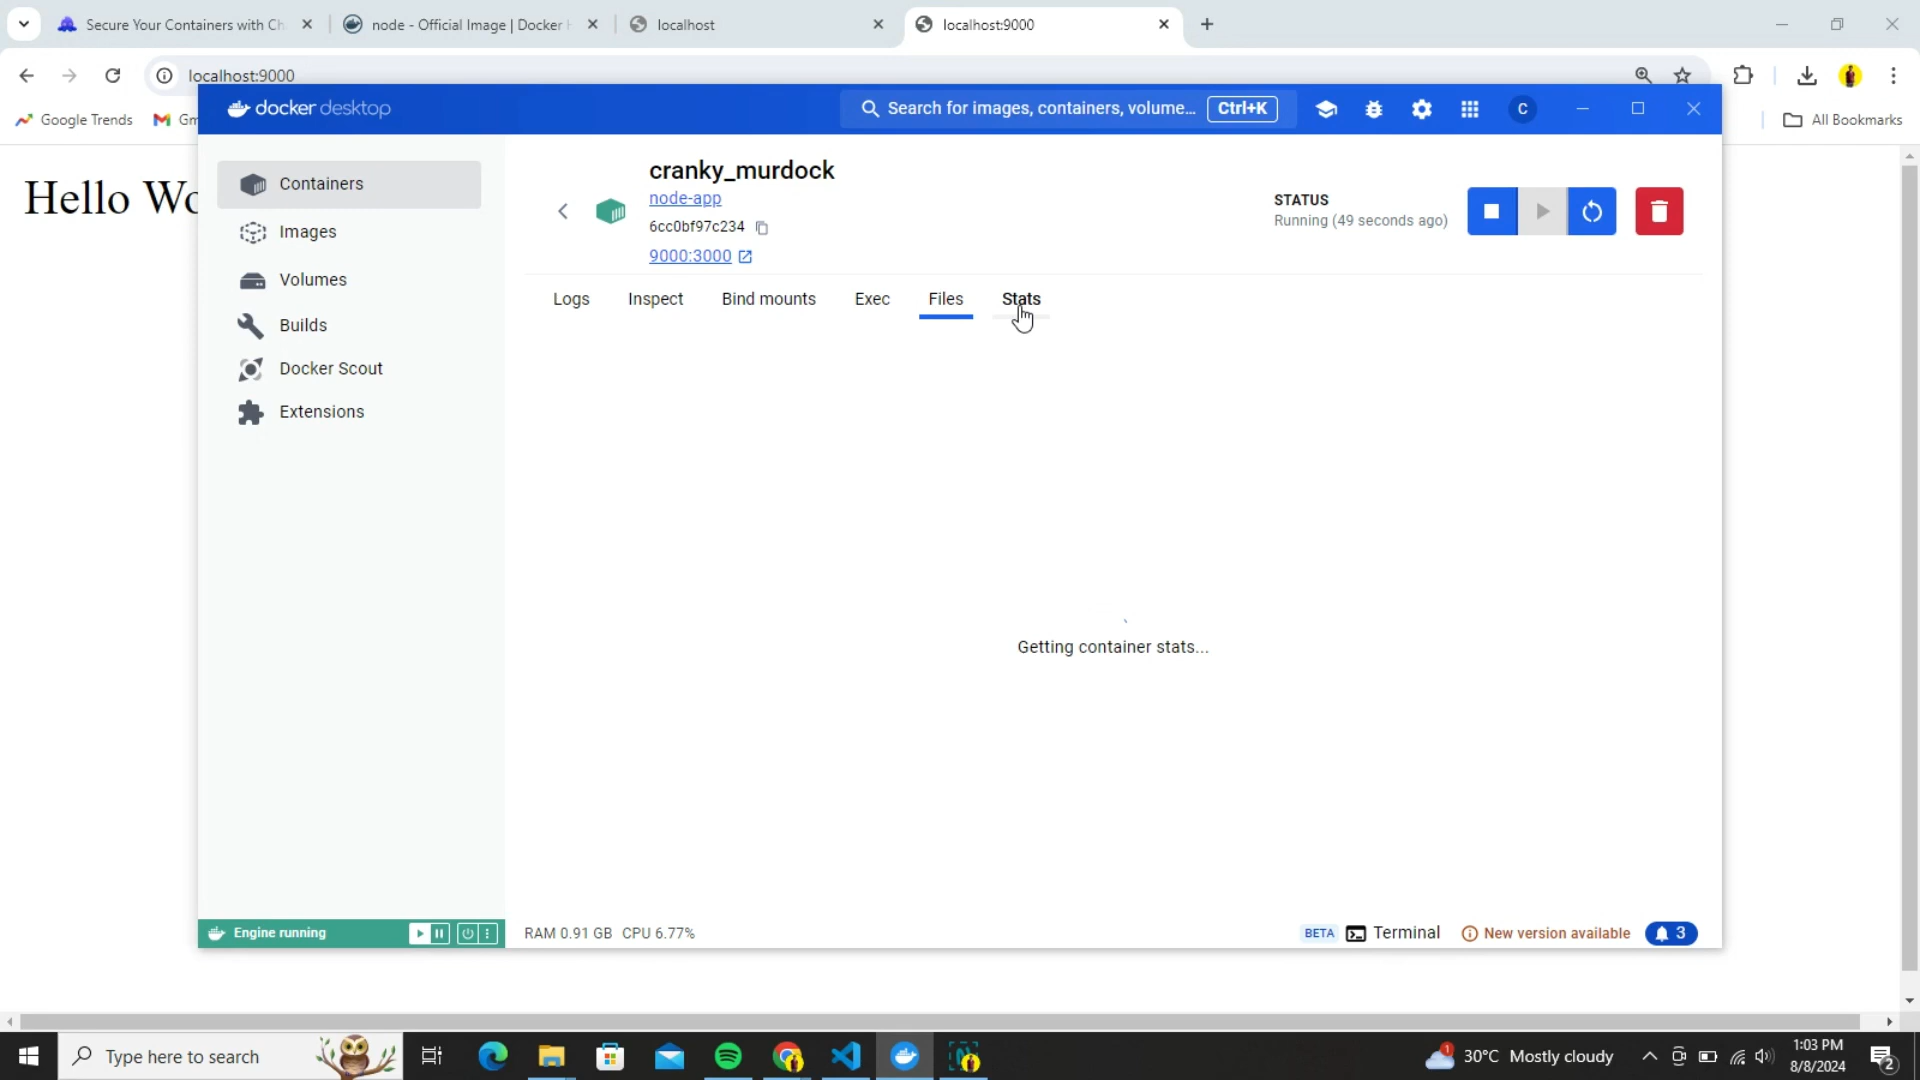 Secure Your Containers with Ch
node - Official Image | Docker H
localhost
localhost:9000
localhost:9000
Google Trends
Gm
All Bookmarks
Hello Wo
docker desktop
Search for images, containers, volume...
Ctrl+K
C
Containers
Images
Volumes
Builds
Docker Scout
Extensions
cranky_murdock
node-app
6cc0bf97c234
9000:3000
STATUS
Running (49 seconds ago)
Logs
Inspect
Bind mounts
Exec
Files
Stats
Getting container stats...
Engine running
RAM 0.91 GB CPU 6.77%
BETA
Terminal
New version available
3
Type here to search
1
30°C Mostly cloudy
1:03 PM
8/8/2024
2